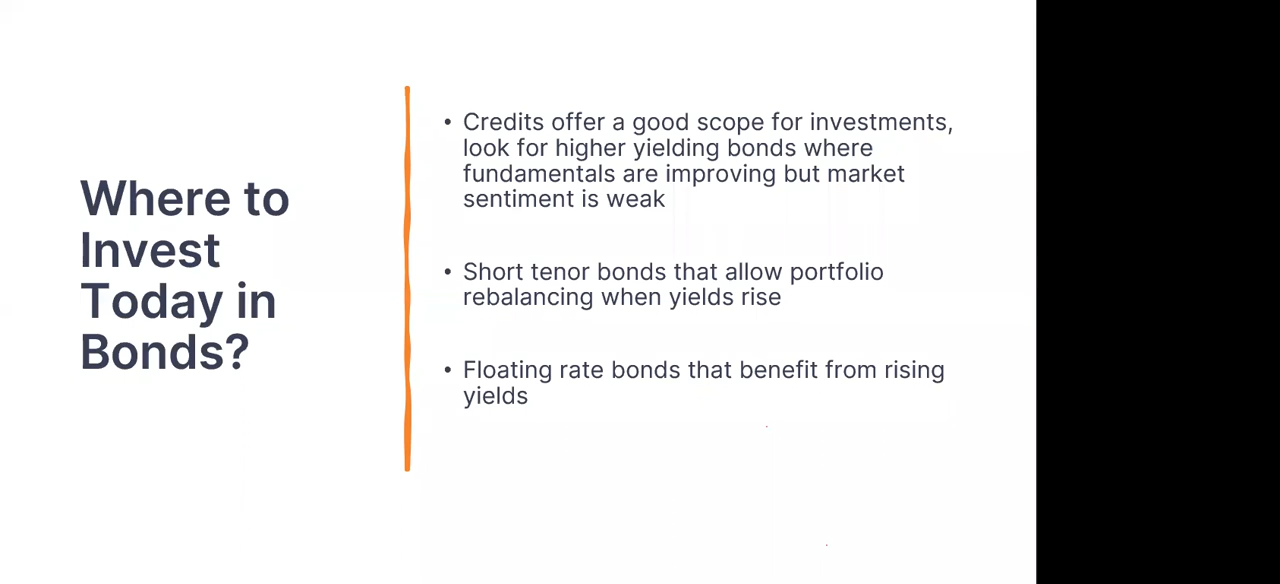 Where to
Invest
Today in
Bonds?
• Credits offer a good scope for investments,
look for higher yielding bonds where
fundamentals are improving but market
sentiment is weak
• Short tenor bonds that allow portfolio
rebalancing when yields rise
• Floating rate bonds that benefit from rising
yields